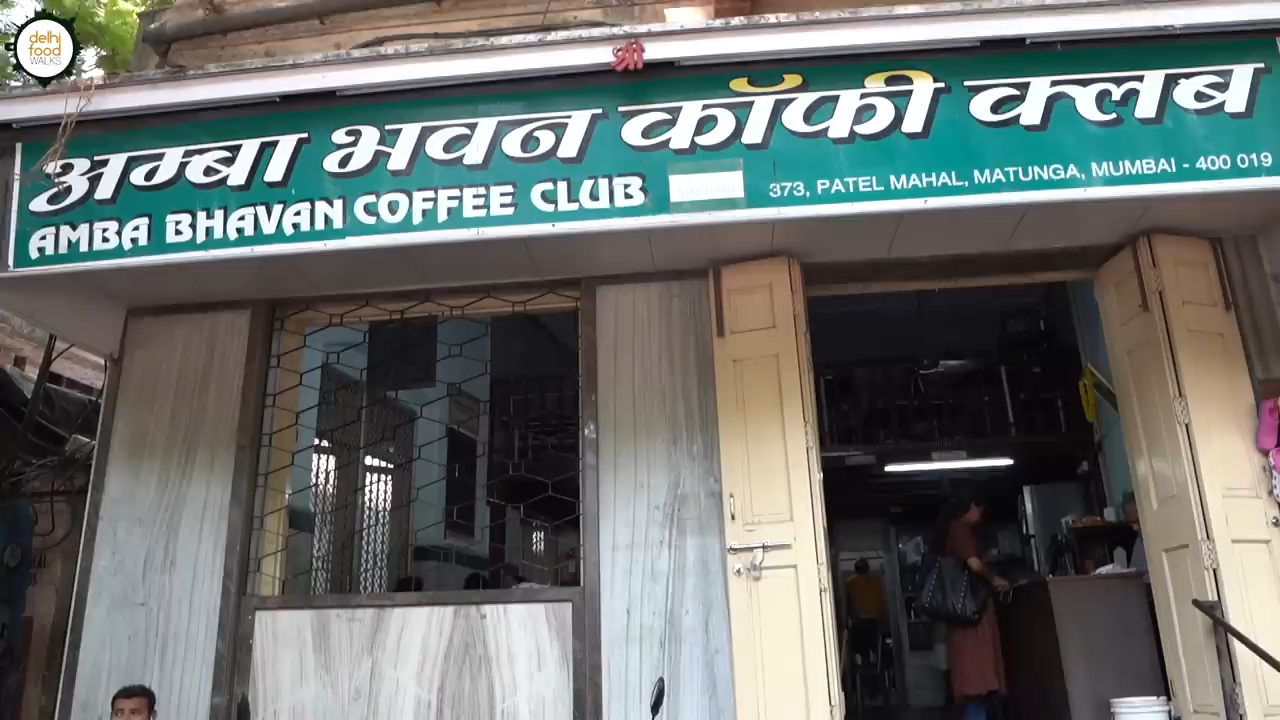 delhi
food
WALKS
श्री
अम्बा भवन कॉफी क्लब
AMBA BHAVAN COFFEE CLUB
373, PATEL MAHAL, MATUNGA, MUMBAI - 400 019